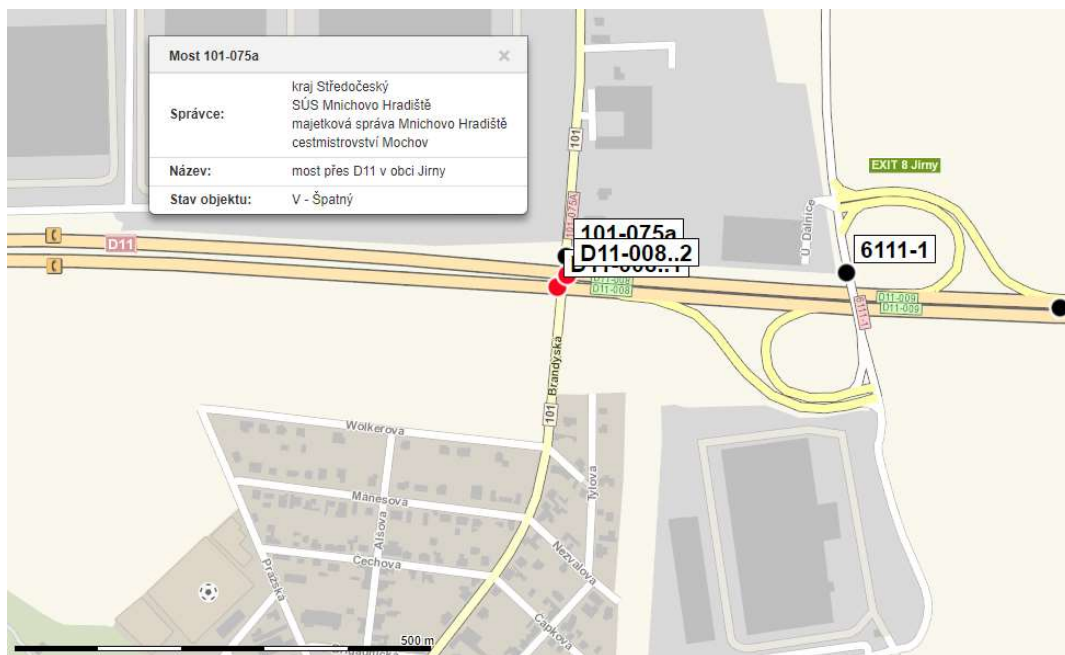 Most 101-075a
×
Správce:
kraj Středočeský
SÚS Mnichovo Hradiště
majetková správa Mnichovo Hradiště
cestmistrovství Mochov
Název:
most přes D11 v obci Jirny
Stav objektu:
V - Špatný
101
101-075A
EXIT 8 Jirny
U Dálnice
D11
101-075a
D11-008..2
D11-008..1
D11-008
D11-008
6111-1
D11-009
D11-009
6111-1
Brandýská
101
Wolkerova
Mánesova
Alšova
Čechova
Pražská
Tylova
Nezvalova
Čapkova
500 m